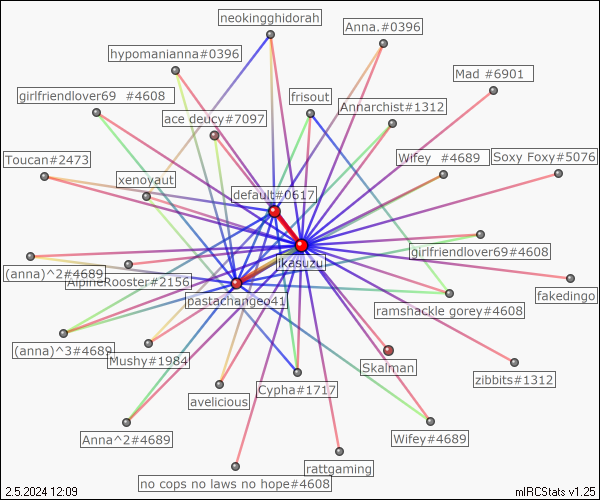 neokingghidorah
Anna.#0396
hypomanianna#0396
Mad #6901
girlfriendlover69 #4608
frisout
Annarchist#1312
ace deucy#7097
Toucan#2473
Wifey #4689
Soxy Foxy#5076
xenoyaut
default#0617
girlfriendlover69#4608
Ikasuzu
(anna)^2#4689
AlpineRooster#2156
fakedingo
pastachangeo41
ramshackle gorey#4608
(anna)^3#4689
Mushy#1984
Skalman
zibbits#1312
avelicious
Cypha#1717
Anna^2#4689
Wifey#4689
rattgaming
no cops no laws no hope#4608
2.5.2024 12:09
mIRCStats v1.25